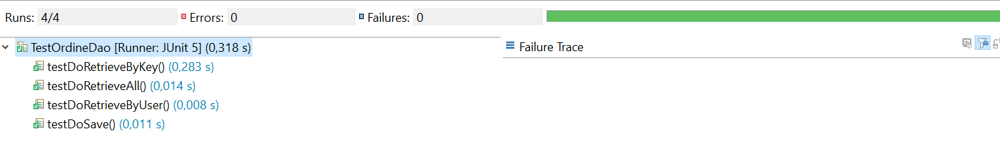 Runs: 4/4 Errors: 0 Failures: 0
TestOrdineDao [Runner: JUnit 5] (0,318 s)
Failure Trace
testDoRetrieveByKey() (0,283 s)
testDoRetrieveAll() (0,014 s)
testDoRetrieveByUser() (0,008 s)
testDoSave() (0,011 s)